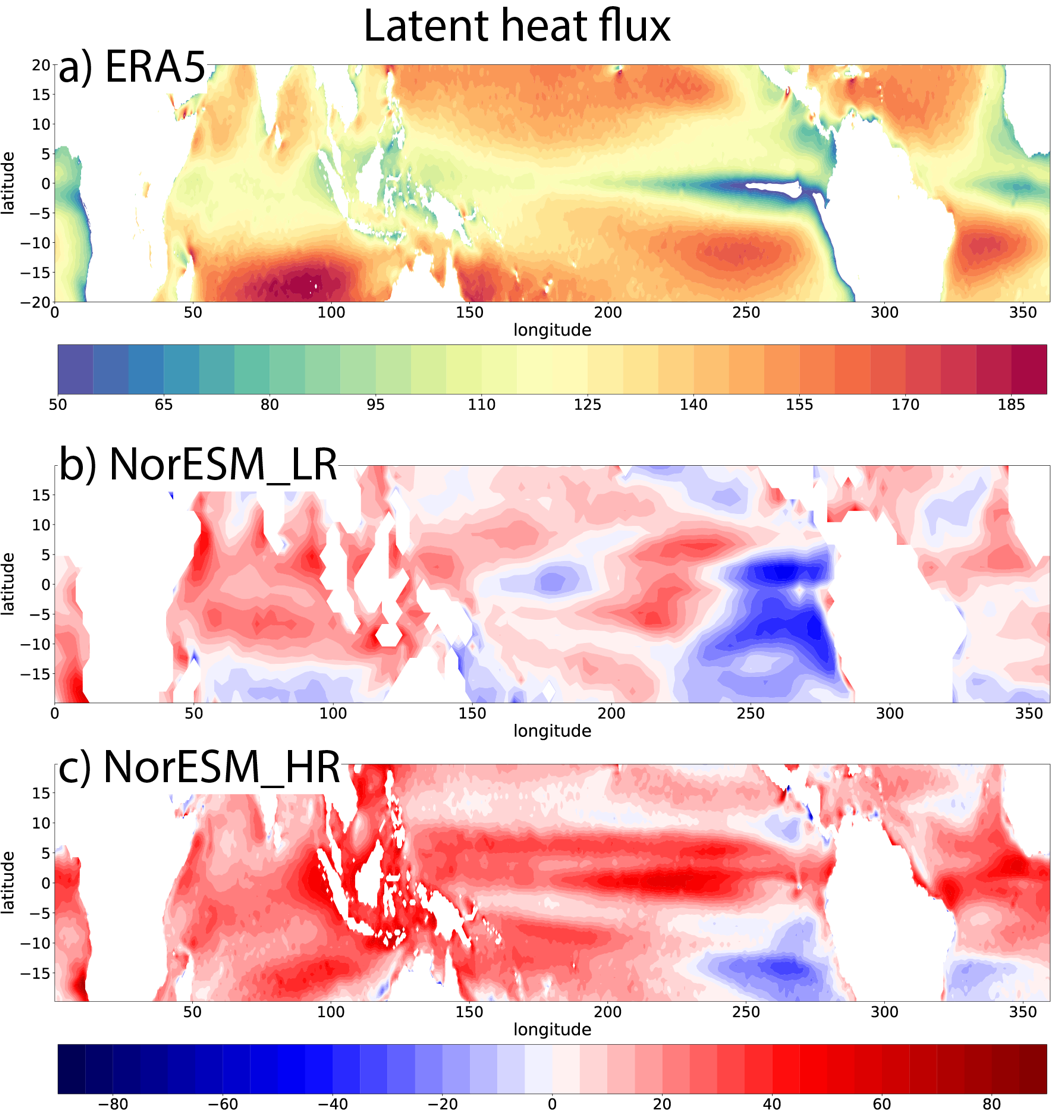 Latent heat flux
a) ERA5
20
15
10
5
0
−5
−10
−15
−20
latitude
0 50 100 150 200 250 300 350
longitude
50 65 80 95 110 125 140 155 170 185
b) NorESM_LR
15
10
5
0
−5
−10
−15
latitude
0 50 100 150 200 250 300 350
longitude
c) NorESM_HR
15
10
5
0
−5
−10
−15
latitude
50 100 150 200 250 300 350
longitude
−80 −60 −40 −20 0 20 40 60 80